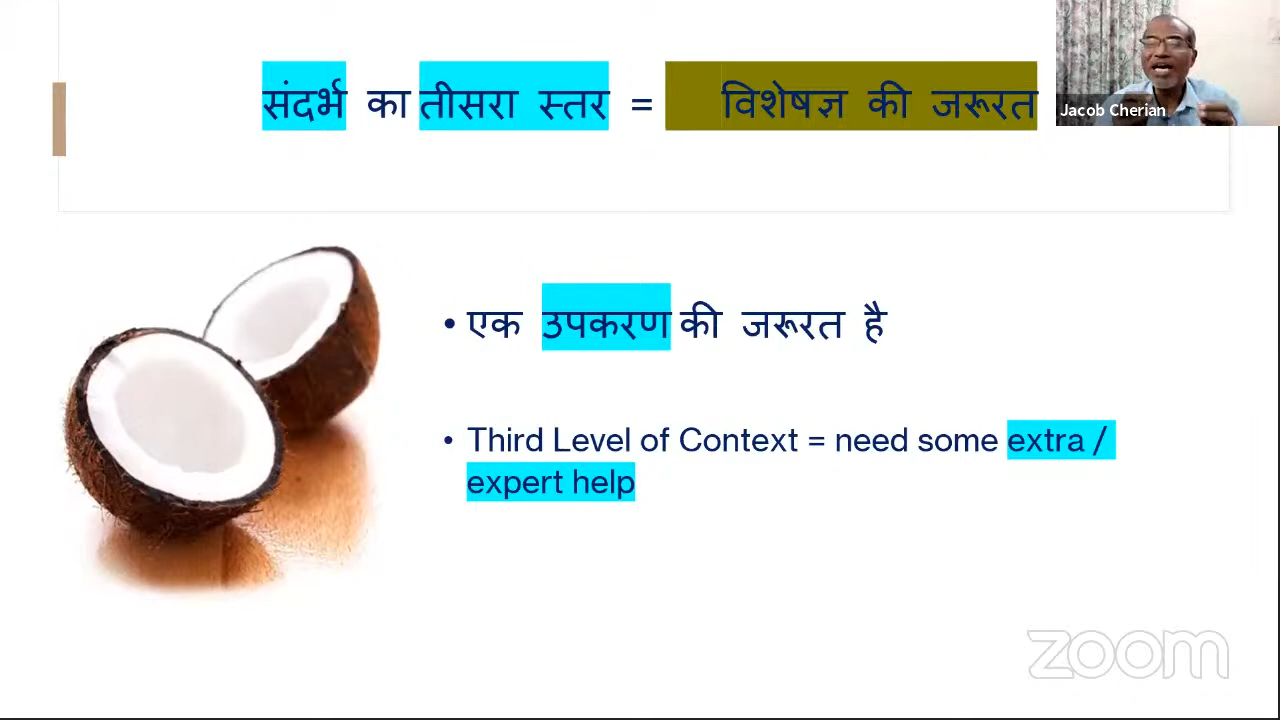 संदर्भ का तीसरा स्तर = विशेषज्ञ की जरूरत
Jacob Cherian
• एक उपकरण की जरूरत है
• Third Level of Context = need some extra /
expert help
zoom